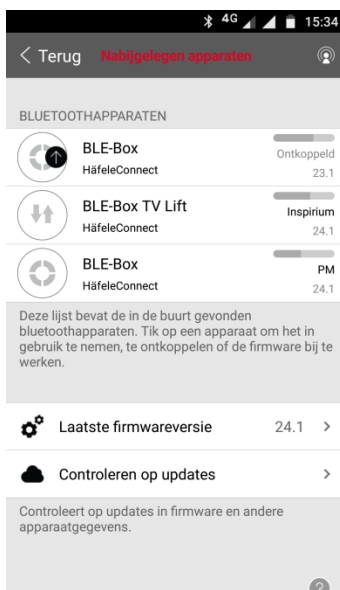 4G 15:34
Terug Nabijgelegen apparaten
BLUETOOTHAPPARATEN
BLE-Box
Ontkoppeld
HäfeleConnect
23.1
BLE-Box TV Lift
Inspirium
HäfeleConnect
24.1
BLE-Box
PM
HäfeleConnect
24.1
Deze lijst bevat de in de buurt gevonden
bluetoothapparaten. Tik op een apparaat om het in
gebruik te nemen, te ontkoppelen of de firmware bij te
werken.
Laatste firmwareversie 24.1
Controleren op updates
Controleert op updates in firmware en andere
apparaatgegevens.
?